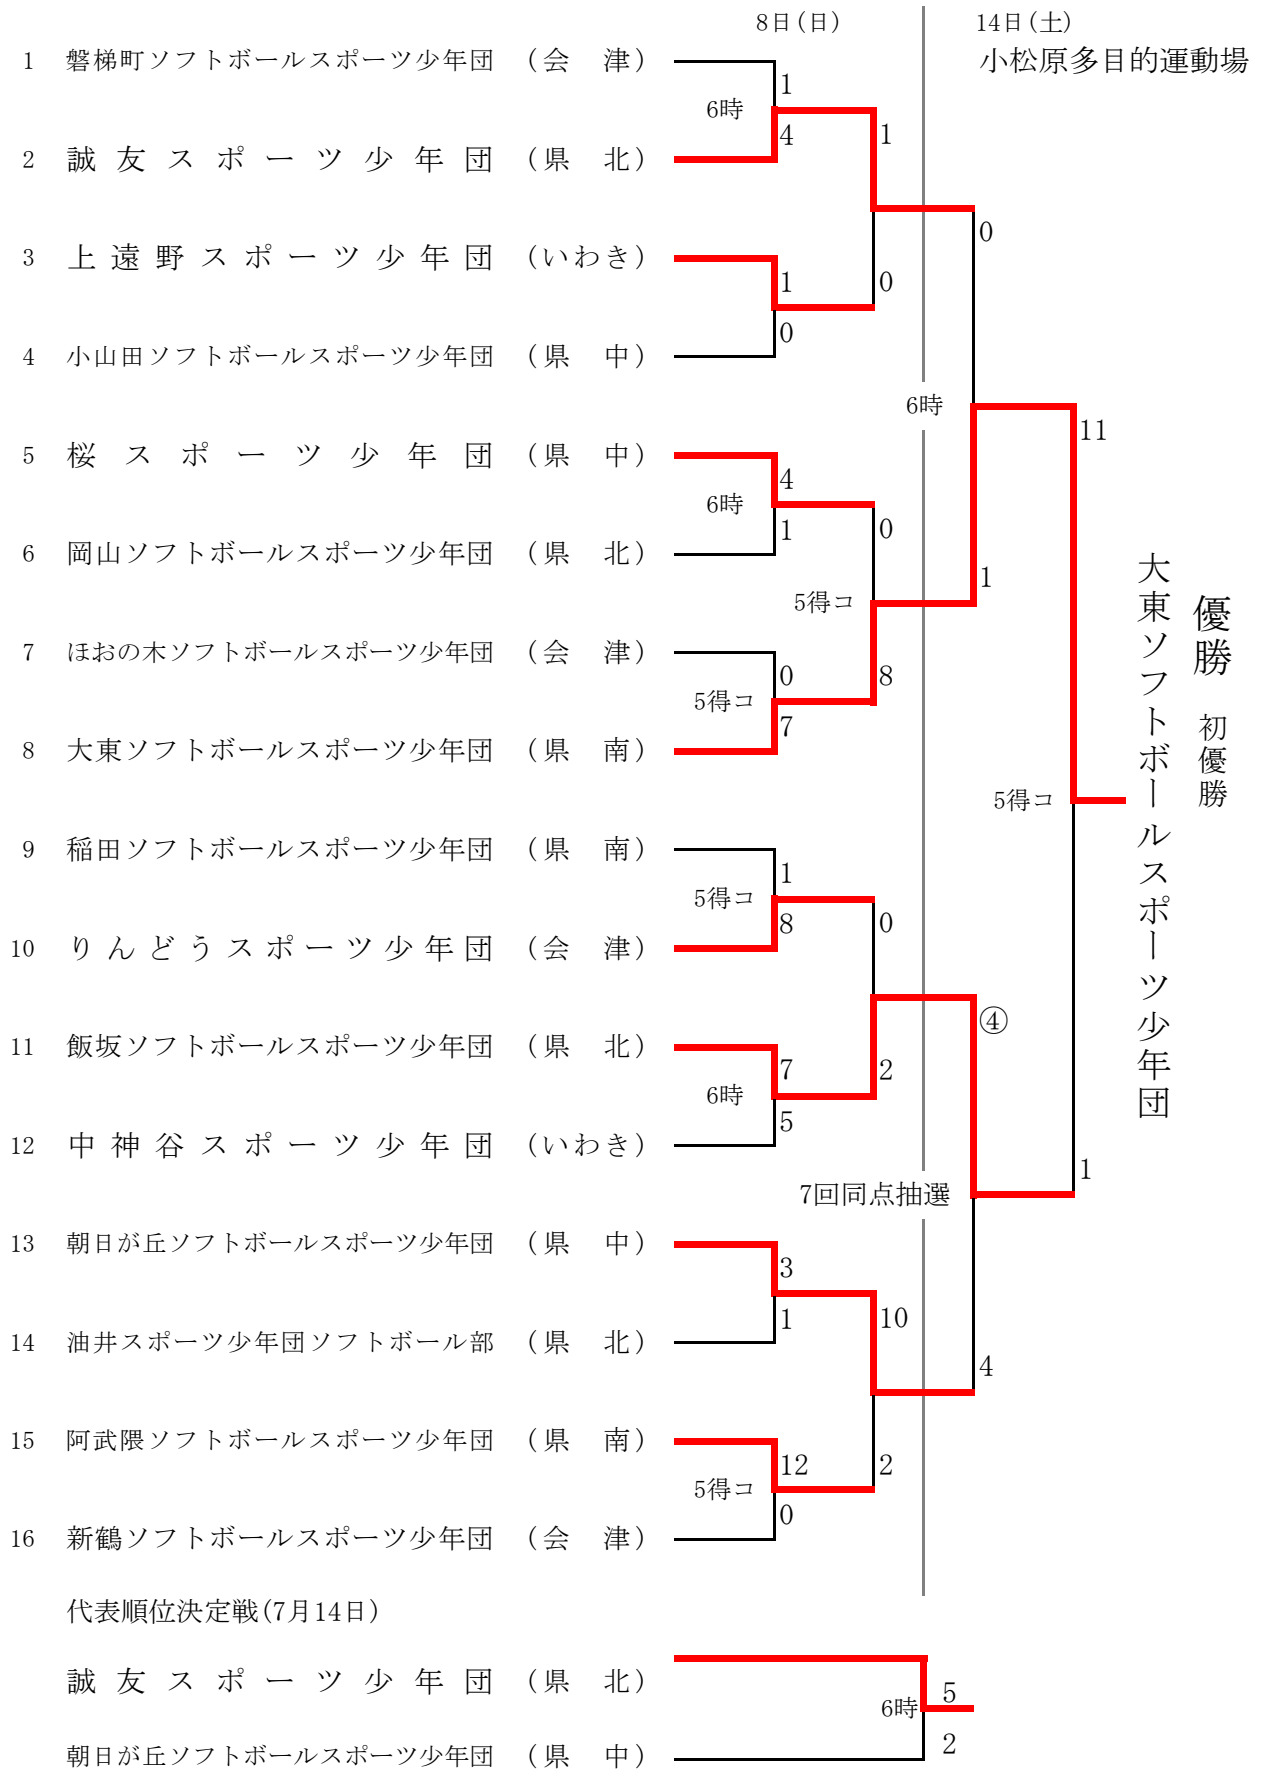 8日(日)
14日(土)
小松原多目的運動場
1 磐梯町ソフトボールスポーツ少年団 (会 津)
1
6時
4
1
2 誠友スポーツ少年団 (県 北)
0
3 上遠野スポーツ少年団 (いわき)
1
0
0
4 小山田ソフトボールスポーツ少年団 (県 中)
6時
11
5 桜スポーツ少年団 (県 中)
4
6時
1
0
6 岡山ソフトボールスポーツ少年団 (県 北)
1
5得コ
7 ほおの木ソフトボールスポーツ少年団 (会 津)
0
8
5得コ
7
8 大東ソフトボールスポーツ少年団 (県 南)
5得コ
優勝 初優勝
大東ソフトボールスポーツ少年団
9 稲田ソフトボールスポーツ少年団 (県 南)
1
5得コ
8
0
10 りんどうスポーツ少年団 (会 津)
④
11 飯坂ソフトボールスポーツ少年団 (県 北)
7
2
6時
5
12 中神谷スポーツ少年団 (いわき)
1
7回同点抽選
13 朝日が丘ソフトボールスポーツ少年団 (県 中)
3
1
10
14 油井スポーツ少年団ソフトボール部 (県 北)
4
15 阿武隈ソフトボールスポーツ少年団 (県 南)
12
2
5得コ
0
16 新鶴ソフトボールスポーツ少年団 (会 津)
代表順位決定戦(7月14日)
誠友スポーツ少年団 (県 北)
5
6時
2
朝日が丘ソフトボールスポーツ少年団 (県 中)